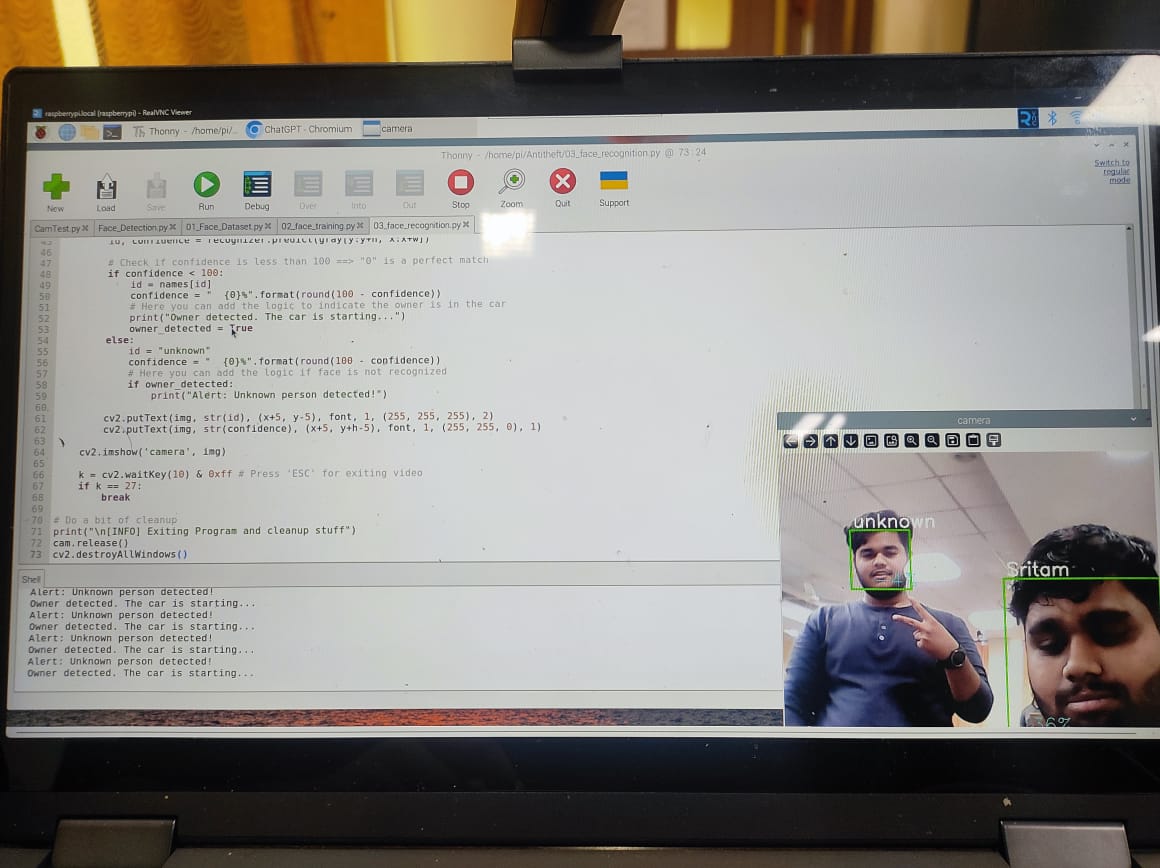 raspberrypi.local (raspberrypi) - RealVNC Viewer
Thonny - /home/pi/... ChatGPT - Chromium camera
Thonny - /home/pi/Antitheft/03_face_recognition.py @ 73:24
Switch to
regular
mode
New Load Save Run Debug Over Into Out Stop Zoom Quit Support
CamTest.py Face_Detection.py 01_Face_Dataset.py 02_face_training.py 03_face_recognition.py
45 id, confidence = recognizer.predict(gray[y:y+h, x:x+w])
46
47 # Check if confidence is less than 100 ==> "0" is a perfect match
48 if confidence < 100:
49 id = names[id]
50 confidence = "  {0}%".format(round(100 - confidence))
51 # Here you can add the logic to indicate the owner is in the car
52 print("Owner detected. The car is starting...")
53 owner_detected = True
54 else:
55 id = "unknown"
56 confidence = "  {0}%".format(round(100 - confidence))
57 # Here you can add the logic if face is not recognized
58 if owner_detected:
59 print("Alert: Unknown person detected!")
60
61 cv2.putText(img, str(id), (x+5, y-5), font, 1, (255, 255, 255), 2)
62 cv2.putText(img, str(confidence), (x+5, y+h-5), font, 1, (255, 255, 0), 1)
63
64 cv2.imshow('camera', img)
65
66 k = cv2.waitKey(10) & 0xff # Press 'ESC' for exiting video
67 if k == 27:
68 break
69
70 # Do a bit of cleanup
71 print("\n[INFO] Exiting Program and cleanup stuff")
72 cam.release()
73 cv2.destroyAllWindows()
Shell
Alert: Unknown person detected!
Owner detected. The car is starting...
Alert: Unknown person detected!
Owner detected. The car is starting...
Alert: Unknown person detected!
Owner detected. The car is starting...
Alert: Unknown person detected!
Owner detected. The car is starting...
camera
unknown
Sritam